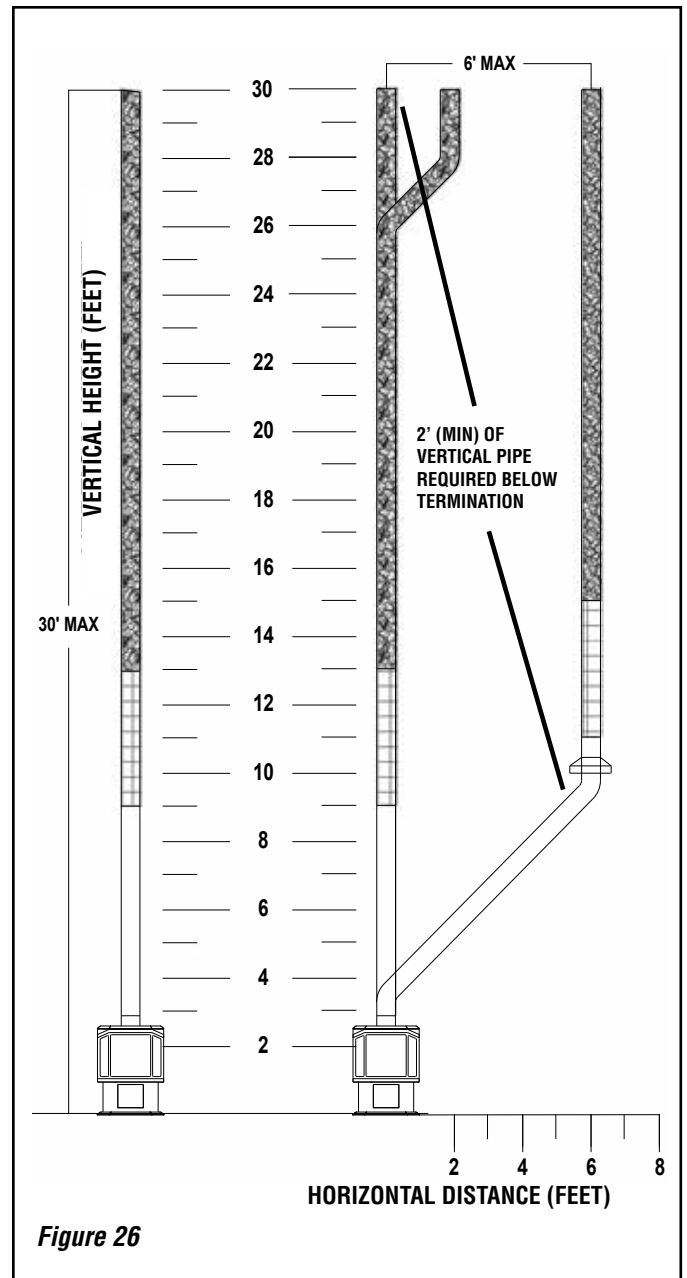 6' MAX
30
28
26
24
22
20
18
16
14
12
10
8
6
4
2
VERTICAL HEIGHT (FEET)
30' MAX
2' (MIN) OF
VERTICAL PIPE
REQUIRED BELOW
TERMINATION
2 4 6 8
HORIZONTAL DISTANCE (FEET)
Figure 26